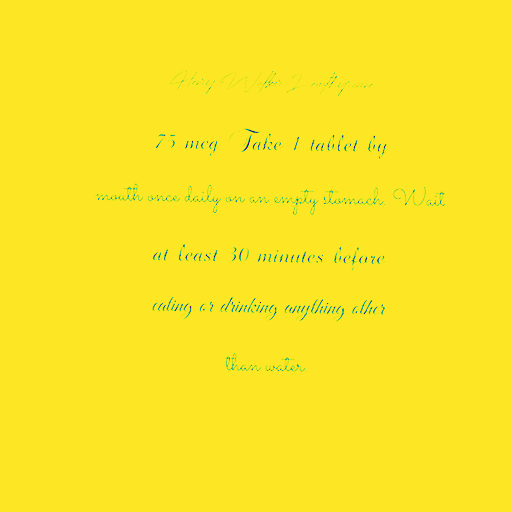 75 mcg Take 1 tablet by
mouth once daily on an empty stomach. Wait
at least 30 minutes before
eating or drinking anything other
than water